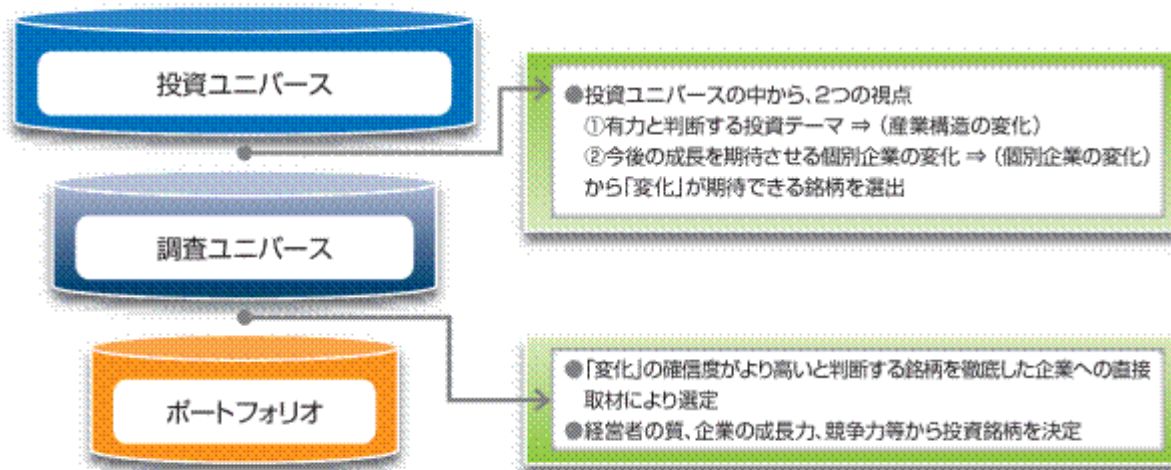 投資ユニバース
●投資ユニバースの中から、2つの視点
①有力と判断する投資テーマ ⇒ (産業構造の変化)
②今後の成長を期待させる個別企業の変化 ⇒ (個別企業の変化)
から「変化」が期待できる銘柄を選出
調査ユニバース
●「変化」の確信度がより高いと判断する銘柄を徹底した企業への直接
取材により選定
●経営者の質、企業の成長力、競争力等から投資銘柄を決定
ポートフォリオ